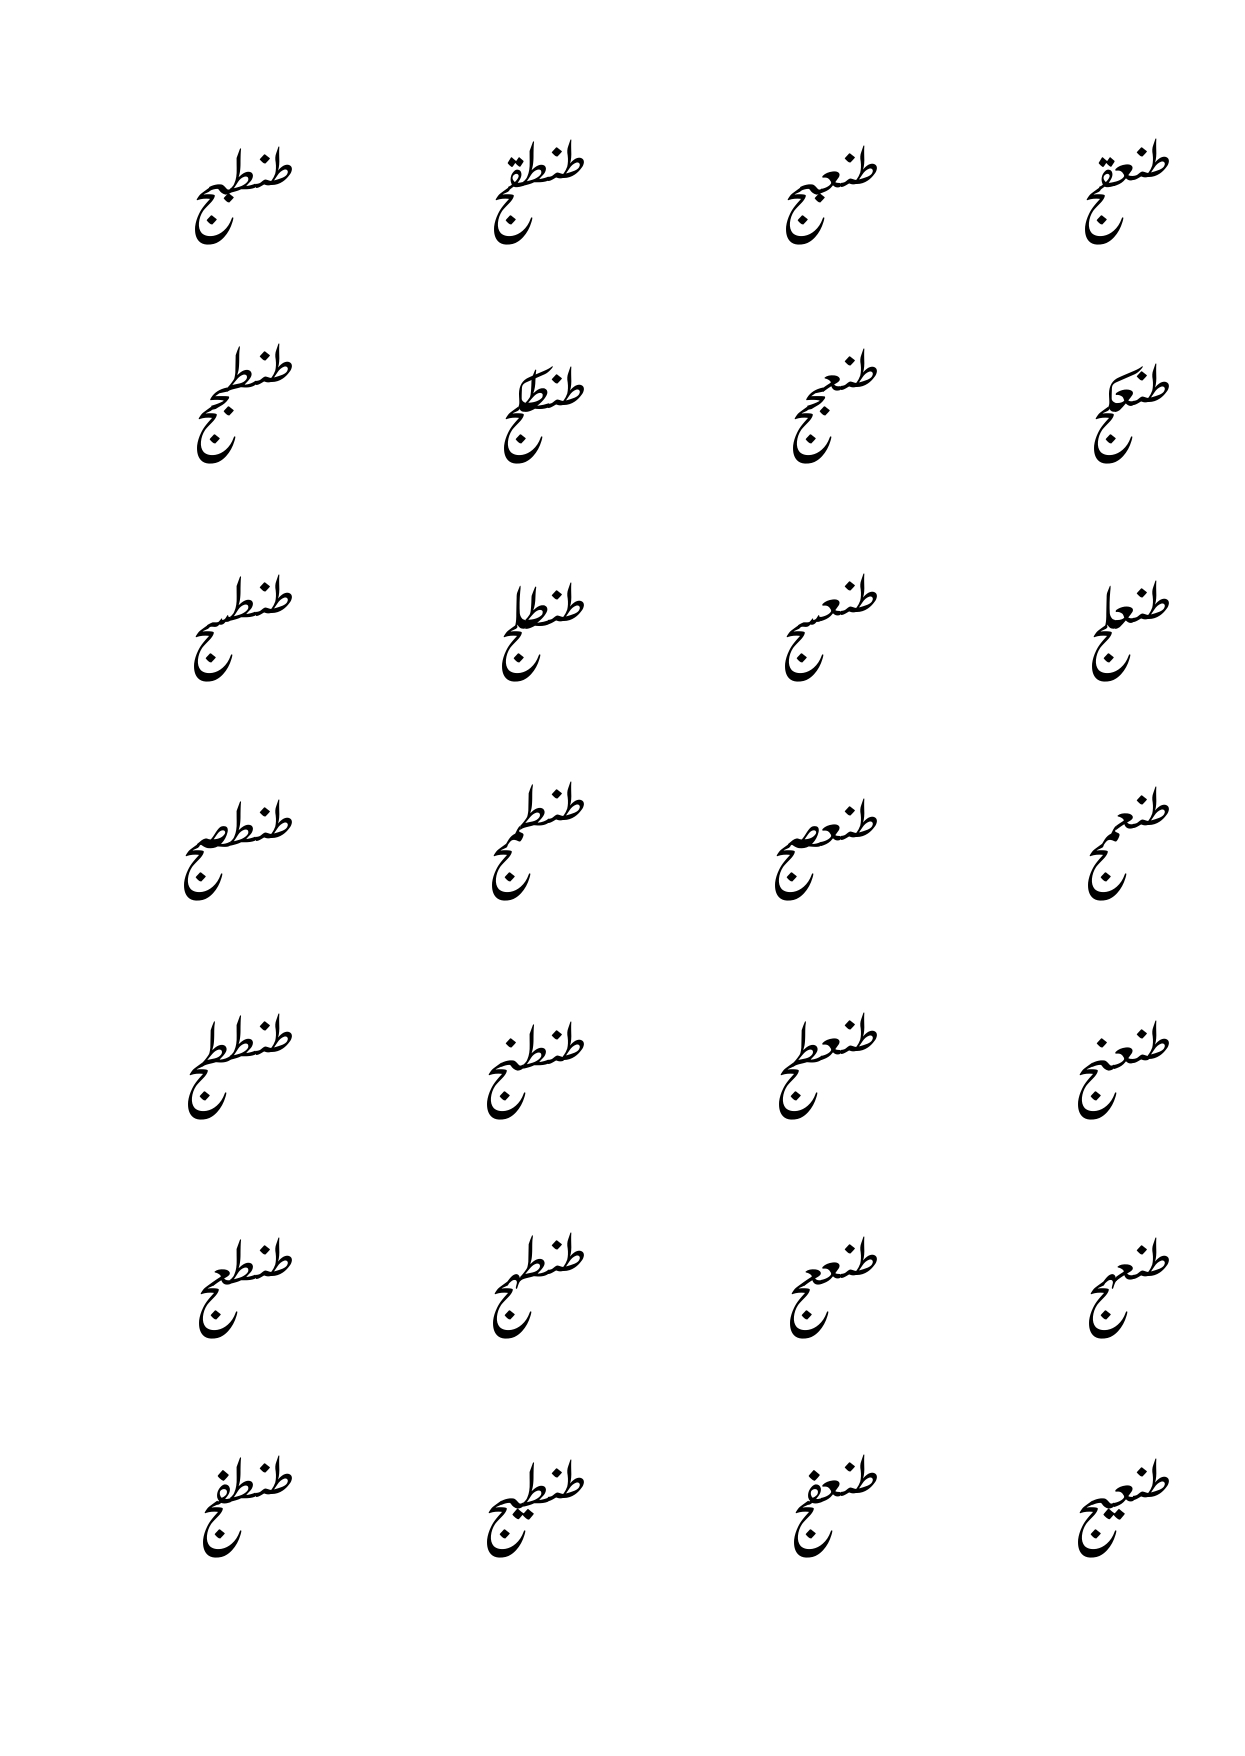 طنعقج طنعبج طنطقج طنطبج
طنعكج طنعجج طنطكج طنطجج
طنعلج طنعسج طنطلج طنطسج
طنعمج طنعصج طنطمج طنطصج
طنعنج طنعطج طنطنج طنططج
طنعهج طنععج طنطهج طنطعج
طنعيج طنعفج طنطيج طنطفج